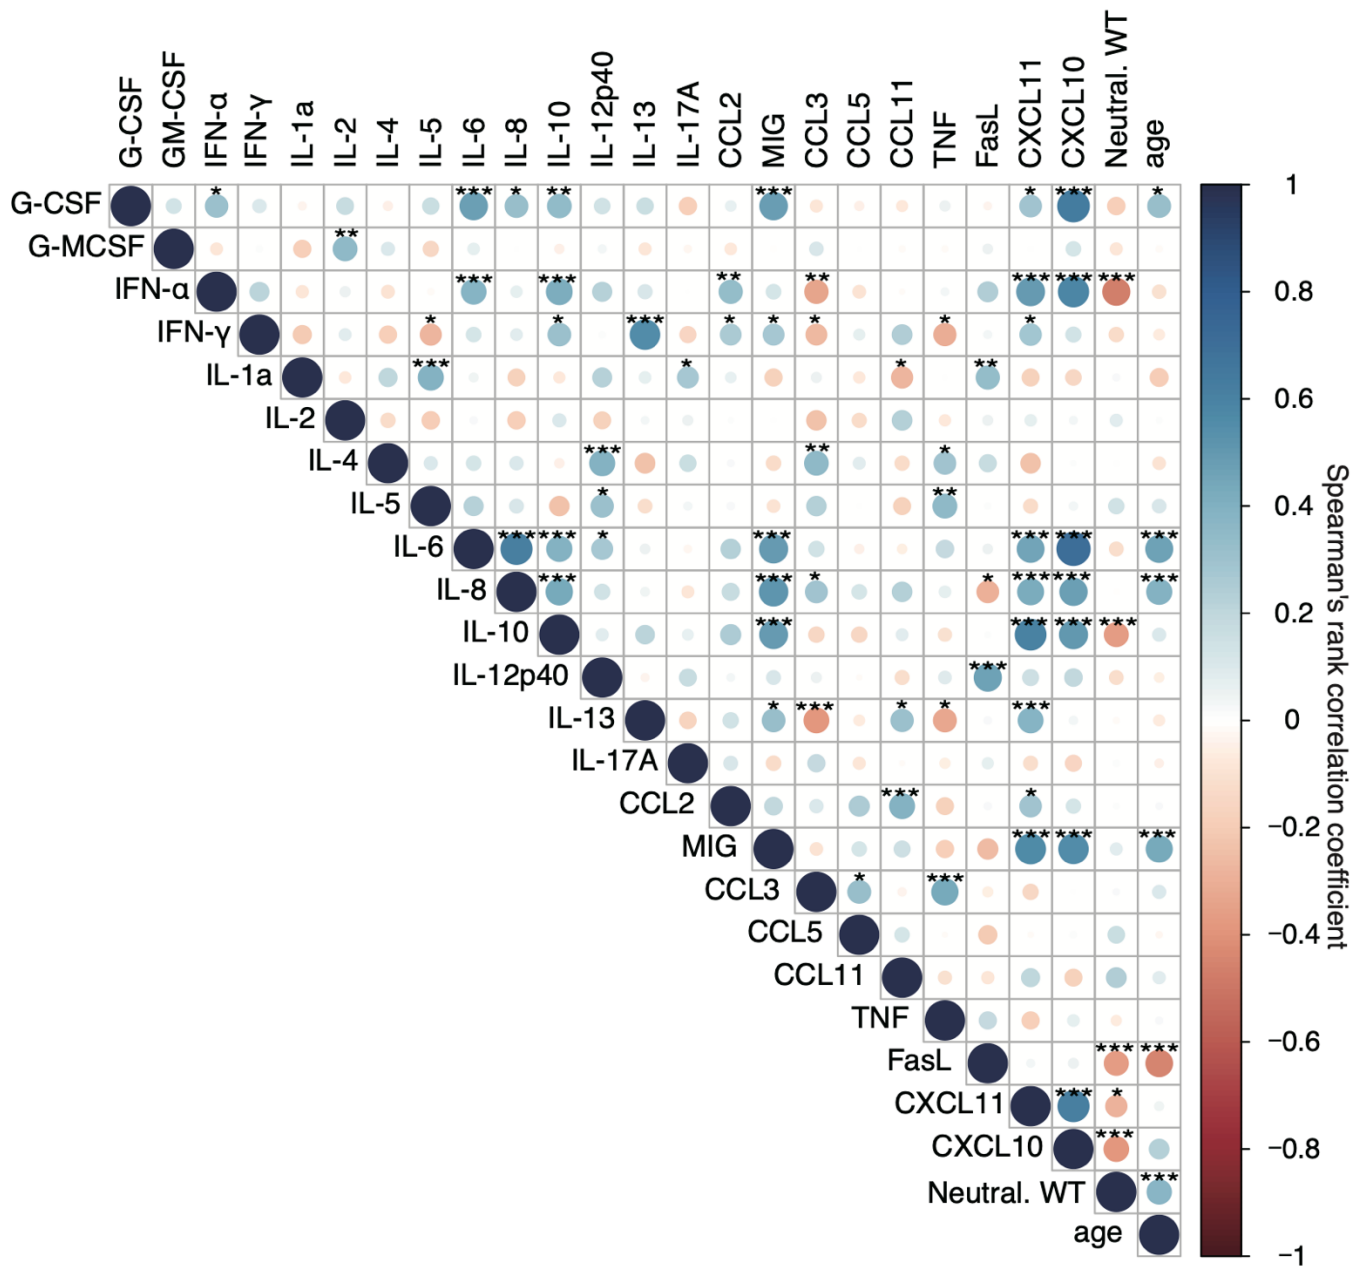 G-CSF
GM-CSF
IFN-α
IFN-γ
IL-1a
IL-2
IL-4
IL-5
IL-6
IL-8
IL-10
IL-12p40
IL-13
IL-17A
CCL2
MIG
CCL3
CCL5
CCL11
TNF
FasL
CXCL11
CXCL10
Neutral. WT
age
G-CSF * *** * ** *** * *** *
G-MCSF **
IFN-α *** *** ** ** *** *** ***
IFN-γ * * *** * * * * *
IL-1a *** * * **
IL-2
IL-4 *** ** *
IL-5 * **
IL-6 *** *** * *** *** *** ***
IL-8 *** *** * * *** *** ***
IL-10 *** *** *** ***
IL-12p40 ***
IL-13 * *** * * ***
IL-17A
CCL2 *** *
MIG *** *** ***
CCL3 * ***
CCL5
CCL11
TNF
FasL *** ***
CXCL11 *** *
CXCL10 ***
Neutral. WT ***
age
1
0.8
0.6
0.4
0.2
0
−0.2
−0.4
−0.6
−0.8
−1
Spearman's rank correlation coefficient